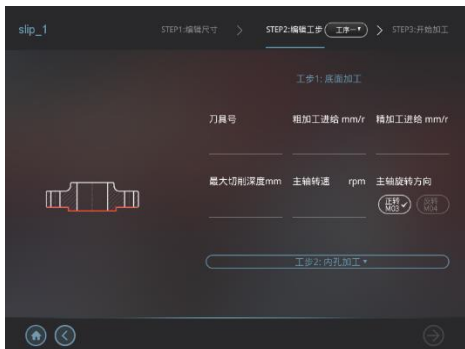 slip_1
STEP1:编辑尺寸 > STEP2:编辑工步 工序一▼ > STEP3:开始加工
工步1: 底面加工
刀具号 粗加工进给 mm/r 精加工进给 mm/r
最大切削深度mm 主轴转速 rpm 主轴旋转方向
正转 反转
M03 M04
工步2: 内孔加工▼